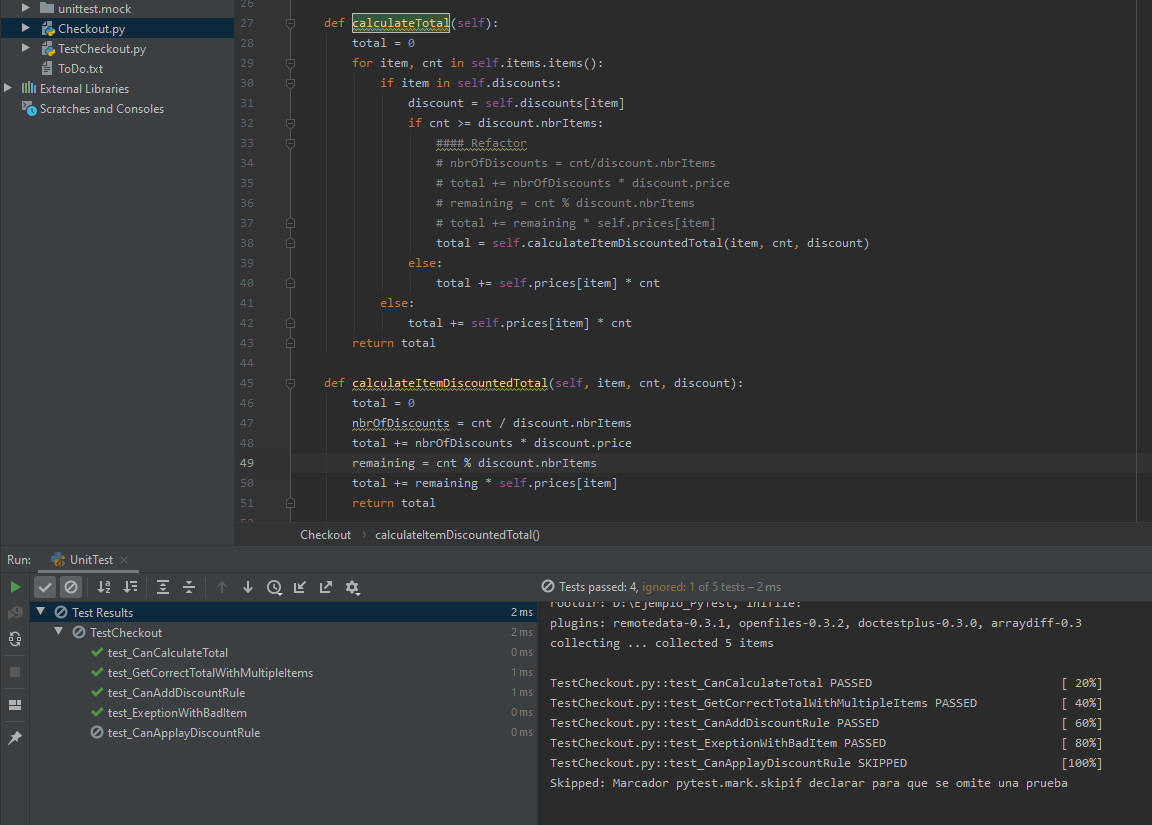 unittest.mock
Checkout.py
TestCheckout.py
ToDo.txt
External Libraries
Scratches and Consoles
26
27 def calculateTotal(self):
28 total = 0
29 for item, cnt in self.items.items():
30 if item in self.discounts:
31 discount = self.discounts[item]
32 if cnt >= discount.nbrItems:
33 #### Refactor
34 # nbrOfDiscounts = cnt/discount.nbrItems
35 # total += nbrOfDiscounts * discount.price
36 # remaining = cnt % discount.nbrItems
37 # total += remaining * self.prices[item]
38 total = self.calculateItemDiscountedTotal(item, cnt, discount)
39 else:
40 total += self.prices[item] * cnt
41 else:
42 total += self.prices[item] * cnt
43 return total
44
45 def calculateItemDiscountedTotal(self, item, cnt, discount):
46 total = 0
47 nbrOfDiscounts = cnt / discount.nbrItems
48 total += nbrOfDiscounts * discount.price
49 remaining = cnt % discount.nbrItems
50 total += remaining * self.prices[item]
51 return total
Checkout calculateItemDiscountedTotal()
Run: UnitTest
Tests passed: 4, ignored: 1 of 5 tests – 2 ms
Test Results 2 ms
TestCheckout 2 ms
test_CanCalculateTotal 0 ms
test_GetCorrectTotalWithMultipleItems 1 ms
test_CanAddDiscountRule 1 ms
test_ExeptionWithBadItem 0 ms
test_CanApplayDiscountRule 0 ms
rootdir: D:\Ejemplo_PyTest, inifile:
plugins: remotedata-0.3.1, openfiles-0.3.2, doctestplus-0.3.0, arraydiff-0.3
collecting ... collected 5 items
TestCheckout.py::test_CanCalculateTotal PASSED [ 20%]
TestCheckout.py::test_GetCorrectTotalWithMultipleItems PASSED [ 40%]
TestCheckout.py::test_CanAddDiscountRule PASSED [ 60%]
TestCheckout.py::test_ExeptionWithBadItem PASSED [ 80%]
TestCheckout.py::test_CanApplayDiscountRule SKIPPED [100%]
Skipped: Marcador pytest.mark.skipif declarar para que se omite una prueba